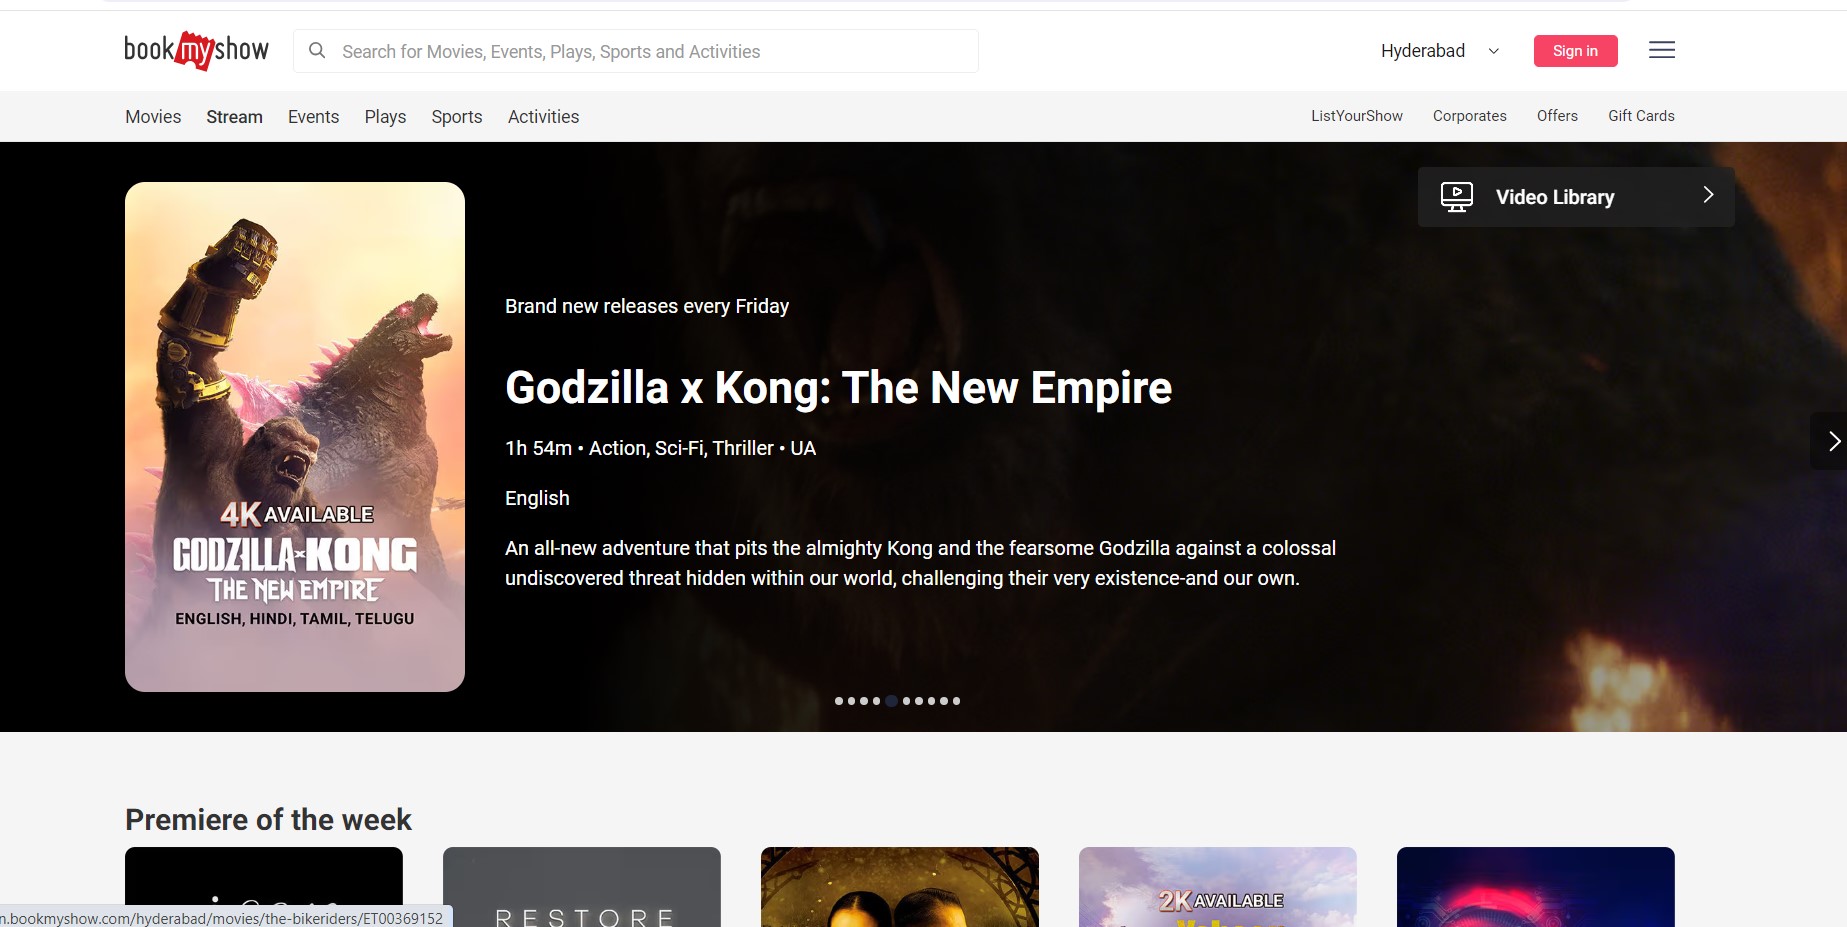 bookmyshow
Search for Movies, Events, Plays, Sports and Activities
Hyderabad
Sign in
Movies Stream Events Plays Sports Activities
ListYourShow Corporates Offers Gift Cards
Video Library
4K AVAILABLE
GODZILLA x KONG
THE NEW EMPIRE
ENGLISH, HINDI, TAMIL, TELUGU
Brand new releases every Friday
Godzilla x Kong: The New Empire
1h 54m • Action, Sci-Fi, Thriller • UA
English
An all-new adventure that pits the almighty Kong and the fearsome Godzilla against a colossal
undiscovered threat hidden within our world, challenging their very existence-and our own.
Premiere of the week
RESTORE
2K AVAILABLE
n.bookmyshow.com/hyderabad/movies/the-bikeriders/ET00369152